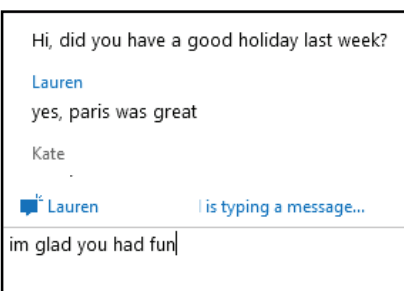 Hi, did you have a good holiday last week?
Lauren
yes, paris was great
Kate
Lauren is typing a message...
im glad you had fun